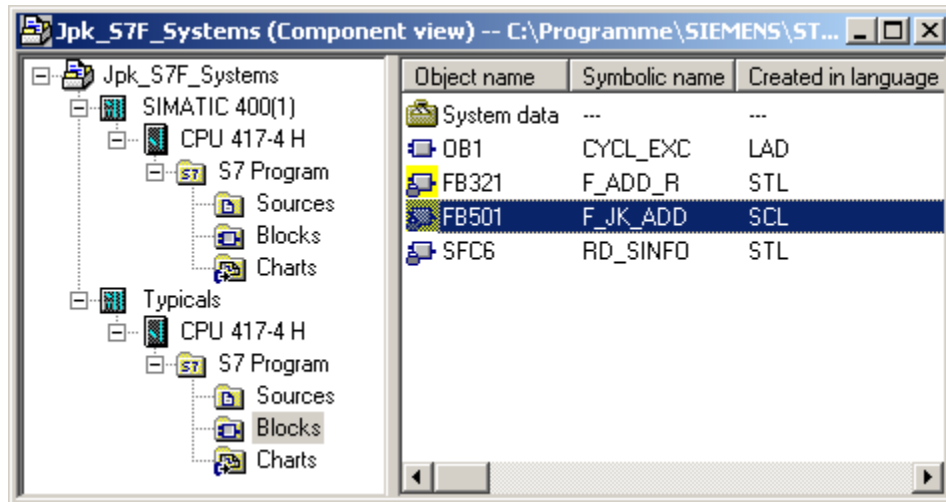 Jpk_S7F_Systems (Component view) -- C:\Programme\SIEMENS\ST...
Jpk_S7F_Systems
SIMATIC 400(1)
CPU 417-4 H
S7 Program
Sources
Blocks
Charts
Typicals
CPU 417-4 H
S7 Program
Sources
Blocks
Charts
Object name Symbolic name Created in language
System data --- ---
OB1 CYCL_EXC LAD
FB321 F_ADD_R STL
FB501 F_JK_ADD SCL
SFC6 RD_SINFO STL